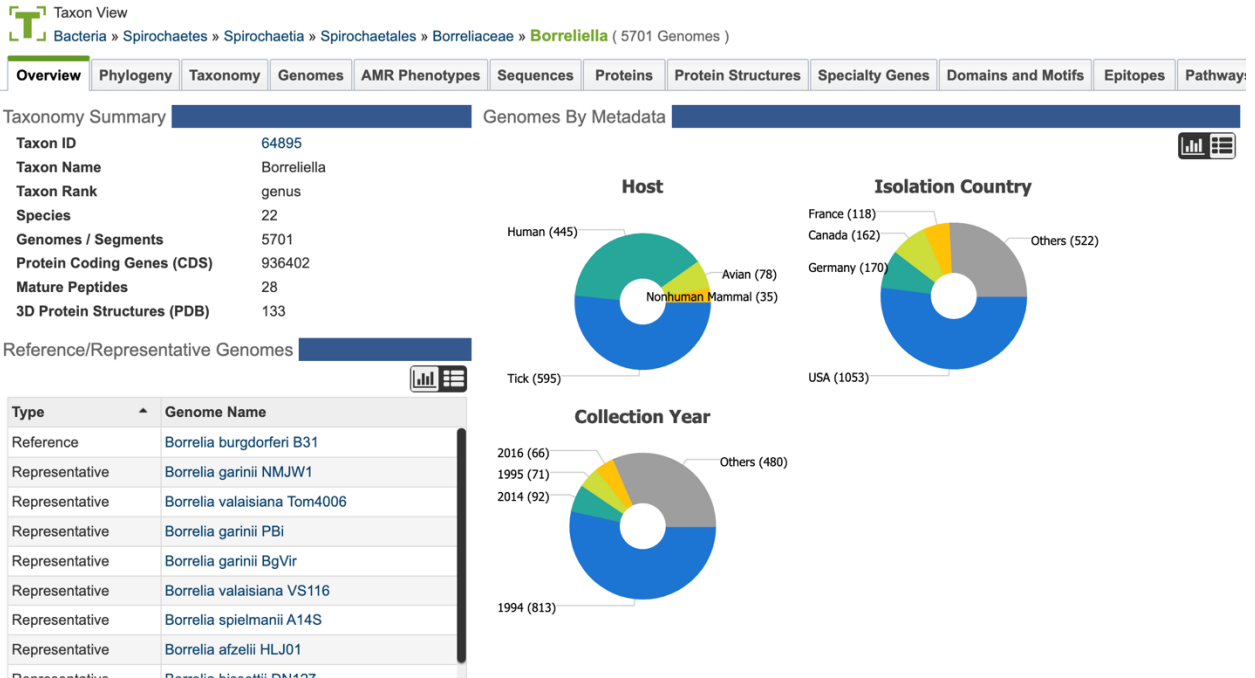 Taxon View
Bacteria » Spirochaetes » Spirochaetia » Spirochaetales » Borreliaceae » Borreliella ( 5701 Genomes )
Overview Phylogeny Taxonomy Genomes AMR Phenotypes Sequences Proteins Protein Structures Specialty Genes Domains and Motifs Epitopes Pathways
Taxonomy Summary
Taxon ID 64895
Taxon Name Borreliella
Taxon Rank genus
Species 22
Genomes / Segments 5701
Protein Coding Genes (CDS) 936402
Mature Peptides 28
3D Protein Structures (PDB) 133
Reference/Representative Genomes
Type Genome Name
Reference Borrelia burgdorferi B31
Representative Borrelia garinii NMJW1
Representative Borrelia valaisiana Tom4006
Representative Borrelia garinii PBi
Representative Borrelia garinii BgVir
Representative Borrelia valaisiana VS116
Representative Borrelia spielmanii A14S
Representative Borrelia afzelii HLJ01
Representative Borrelia bissettii DN127
Genomes By Metadata
Host
Human (445)
Avian (78)
Nonhuman Mammal (35)
Tick (595)
Isolation Country
France (118)
Canada (162)
Others (522)
Germany (170)
USA (1053)
Collection Year
2016 (66)
Others (480)
1995 (71)
2014 (92)
1994 (813)